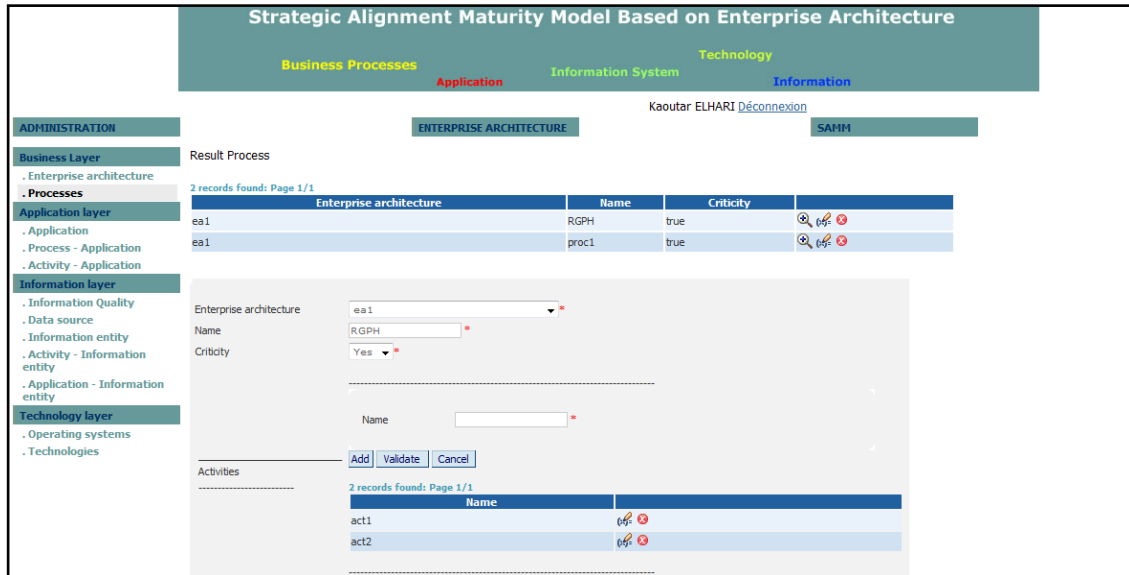 Strategic Alignment Maturity Model Based on Enterprise Architecture
Technology
Business Processes
Information System
Application
Information
Kaoutar ELHARI Déconnexion
ADMINISTRATION
ENTERPRISE ARCHITECTURE
SAMM
Business Layer
. Enterprise architecture
. Processes
Application layer
. Application
. Process - Application
. Activity - Application
Information layer
. Information Quality
. Data source
. Information entity
. Activity - Information
entity
. Application - Information
entity
Technology layer
. Operating systems
. Technologies
Result Process
2 records found: Page 1/1
Enterprise architecture Name Criticity
ea1 RGPH true
ea1 proc1 true
Enterprise architecture ea1 *
Name RGPH *
Criticity Yes *
Name *
Add Validate Cancel
Activities
2 records found: Page 1/1
Name
act1
act2